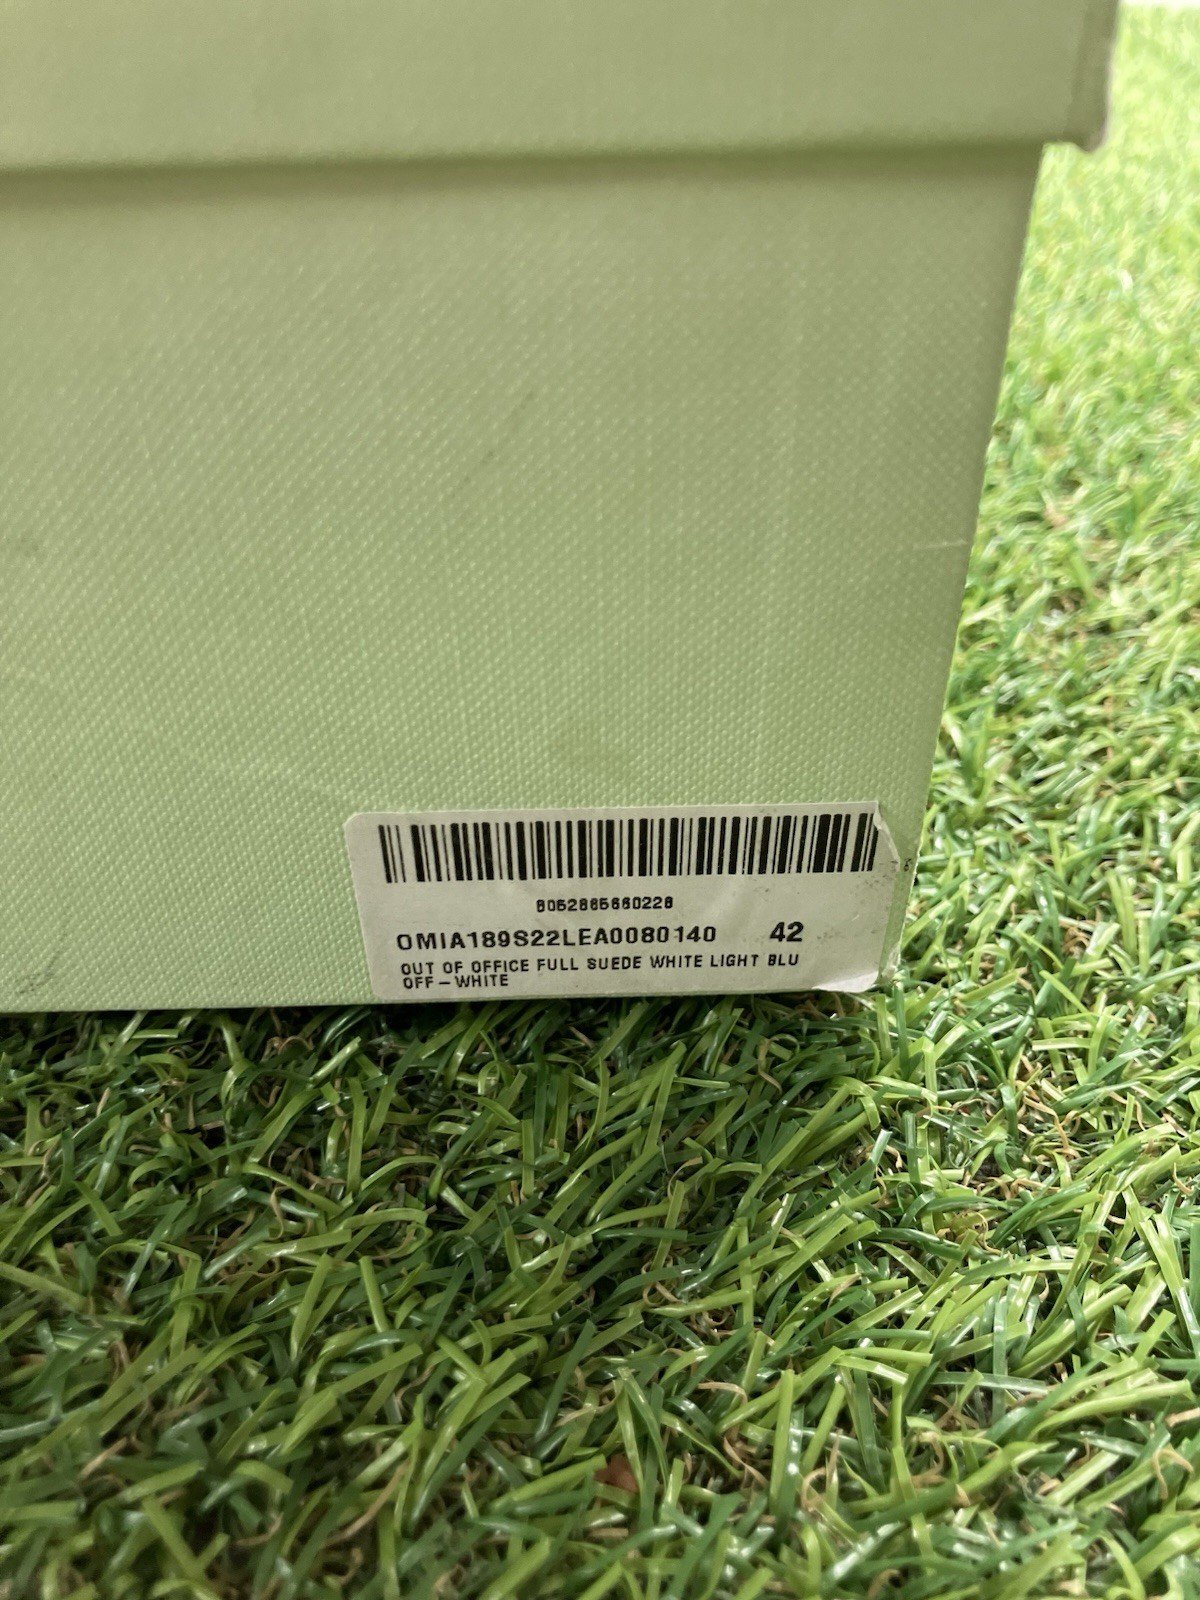 8052865660228
OMIA189S22LEA0080140 42
OUT OF OFFICE FULL SUEDE WHITE LIGHT BLU
OFF-WHITE